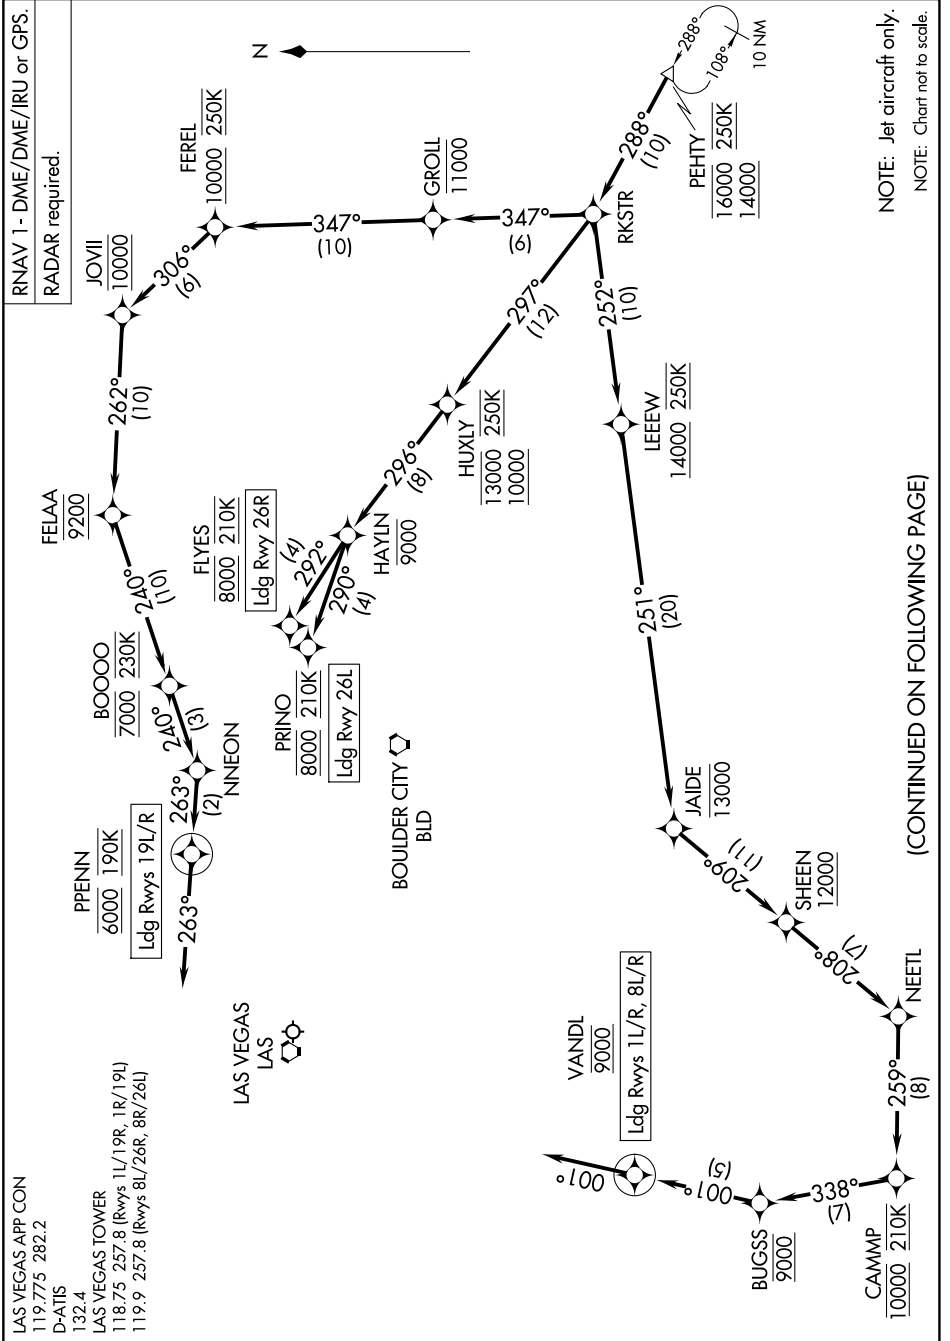 LAS VEGAS APP CON
119.775 282.2
D-ATIS
132.4
LAS VEGAS TOWER
118.75 257.8 (Rwys 1L/19R, 1R/19L)
119.9 257.8 (Rwys 8L/26R, 8R/26L)
RNAV 1 - DME/DME/IRU or GPS.
RADAR required.
N
PPENN
6000 190K
Ldg Rwys 19L/R
263°
263°
(2)
NNEON
240°
(3)
BOOOO
7000 230K
240°
(10)
FELAA
9200
262°
(10)
JOVII
10000
306°
(6)
FEREL
10000 250K
347°
(10)
GROLL
11000
347°
(6)
RKSTR
288°
(10)
PEHTY
16000 250K
14000
288°
108°
10 NM
FLYES
8000 210K
Ldg Rwy 26R
(4)
292°
290°
(4)
HAYLN
9000
PRINO
8000 210K
Ldg Rwy 26L
296°
(8)
HUXLY
13000 250K
10000
297°
(12)
252°
(10)
LEEEW
14000 250K
251°
(20)
JAIDE
13000
209°
(11)
SHEEN
12000
208°
(7)
NEETL
259°
(8)
CAMMP
10000 210K
338°
(7)
BUGSS
9000
001°
(5)
VANDL
9000
Ldg Rwys 1L/R, 8L/R
001°
LAS VEGAS
LAS
BOULDER CITY
BLD
NOTE: Jet aircraft only.
NOTE: Chart not to scale.
(CONTINUED ON FOLLOWING PAGE)